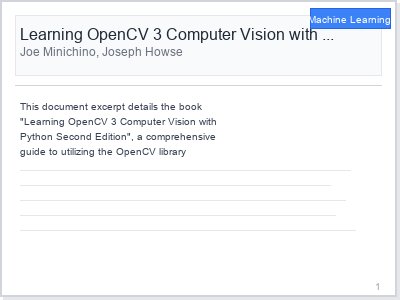 Machine Learning
Learning OpenCV 3 Computer Vision with ...
Joe Minichino, Joseph Howse
This document excerpt details the book
"Learning OpenCV 3 Computer Vision with
Python Second Edition", a comprehensive
guide to utilizing the OpenCV library
1